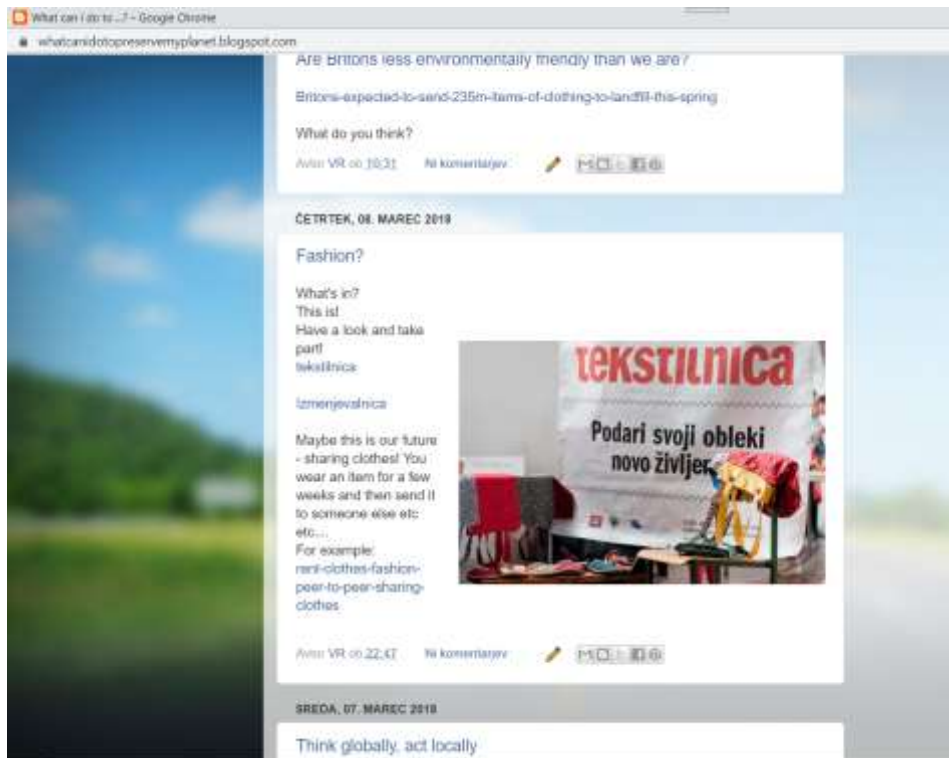 What can I do to ...? - Google Chrome
whatcanidotopreservemyplanet.blogspot.com
Are Britons less environmentally friendly than we are?
Britons-expected-to-send-235m-items-of-clothing-to-landfill-this-spring
What do you think?
Avtor VR ob 10:31 Ni komentarjev:
ČETRTEK, 08. MAREC 2018
Fashion?
What's in?
This is!
Have a look and take
part!
tekstilnica
Izmenjevalnica
Maybe this is our future
- sharing clothes! You
wear an item for a few
weeks and then send it
to someone else etc
etc....
For example:
rent-clothes-fashion-
peer-to-peer-sharing-
clothes
tekstilnica
Podari svoji obleki
novo življen
Avtor VR ob 22:47 Ni komentarjev:
SREDA, 07. MAREC 2018
Think globally, act locally